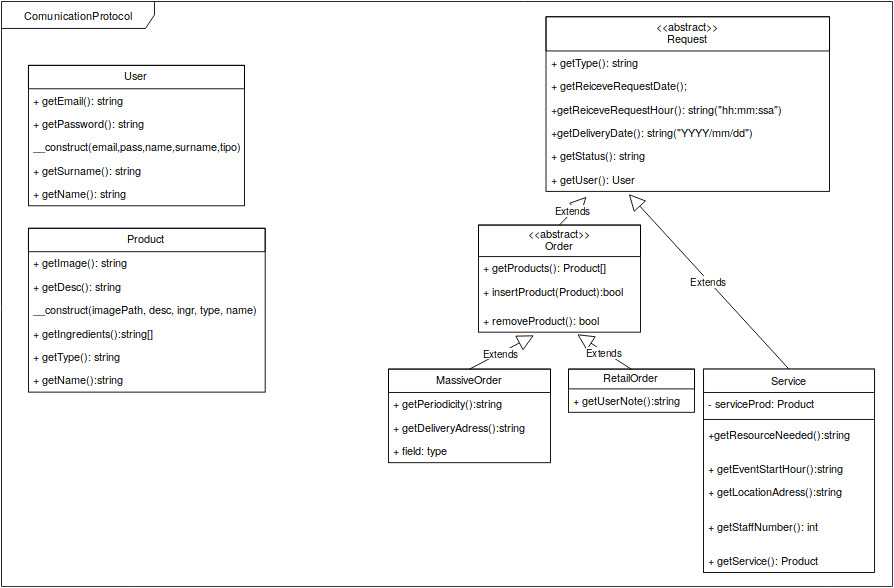 ComunicationProtocol
User
+ getEmail(): string
+ getPassword(): string
__construct(email,pass,name,surname,tipo)
+ getSurname(): string
+ getName(): string
Product
+ getImage(): string
+ getDesc(): string
__construct(imagePath, desc, ingr, type, name)
+ getIngredients():string[]
+ getType(): string
+ getName():string
<<abstract>>
Request
+ getType(): string
+ getReiceveRequestDate();
+getReiceveRequestHour(): string("hh:mm:ssa")
+getDeliveryDate(): string("YYYY/mm/dd")
+ getStatus(): string
+ getUser(): User
Extends
Extends
<<abstract>>
Order
+ getProducts(): Product[]
+ insertProduct(Product):bool
+ removeProduct(): bool
Extends
Extends
MassiveOrder
+ getPeriodicity():string
+ getDeliveryAdress():string
+ field: type
RetailOrder
+ getUserNote():string
Service
- serviceProd: Product
+getResourceNeeded():string
+ getEventStartHour():string
+ getLocationAdress():string
+ getStaffNumber(): int
+ getService(): Product